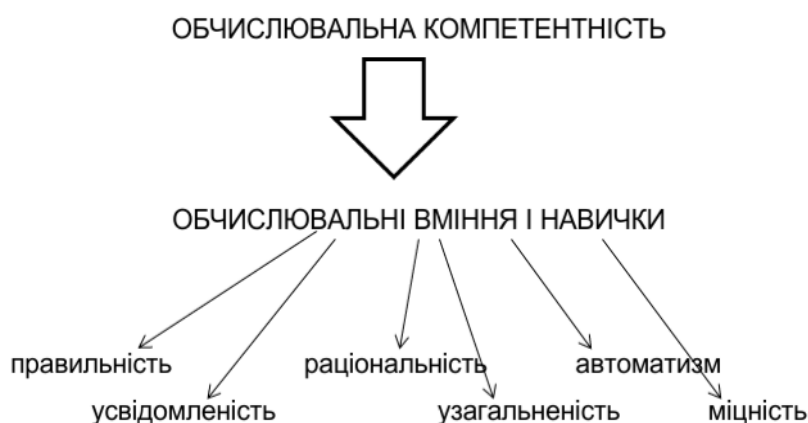 ОБЧИСЛЮВАЛЬНА КОМПЕТЕНТНІСТЬ
ОБЧИСЛЮВАЛЬНІ ВМІННЯ І НАВИЧКИ
правильність раціональність автоматизм
усвідомленість узагальненість міцність